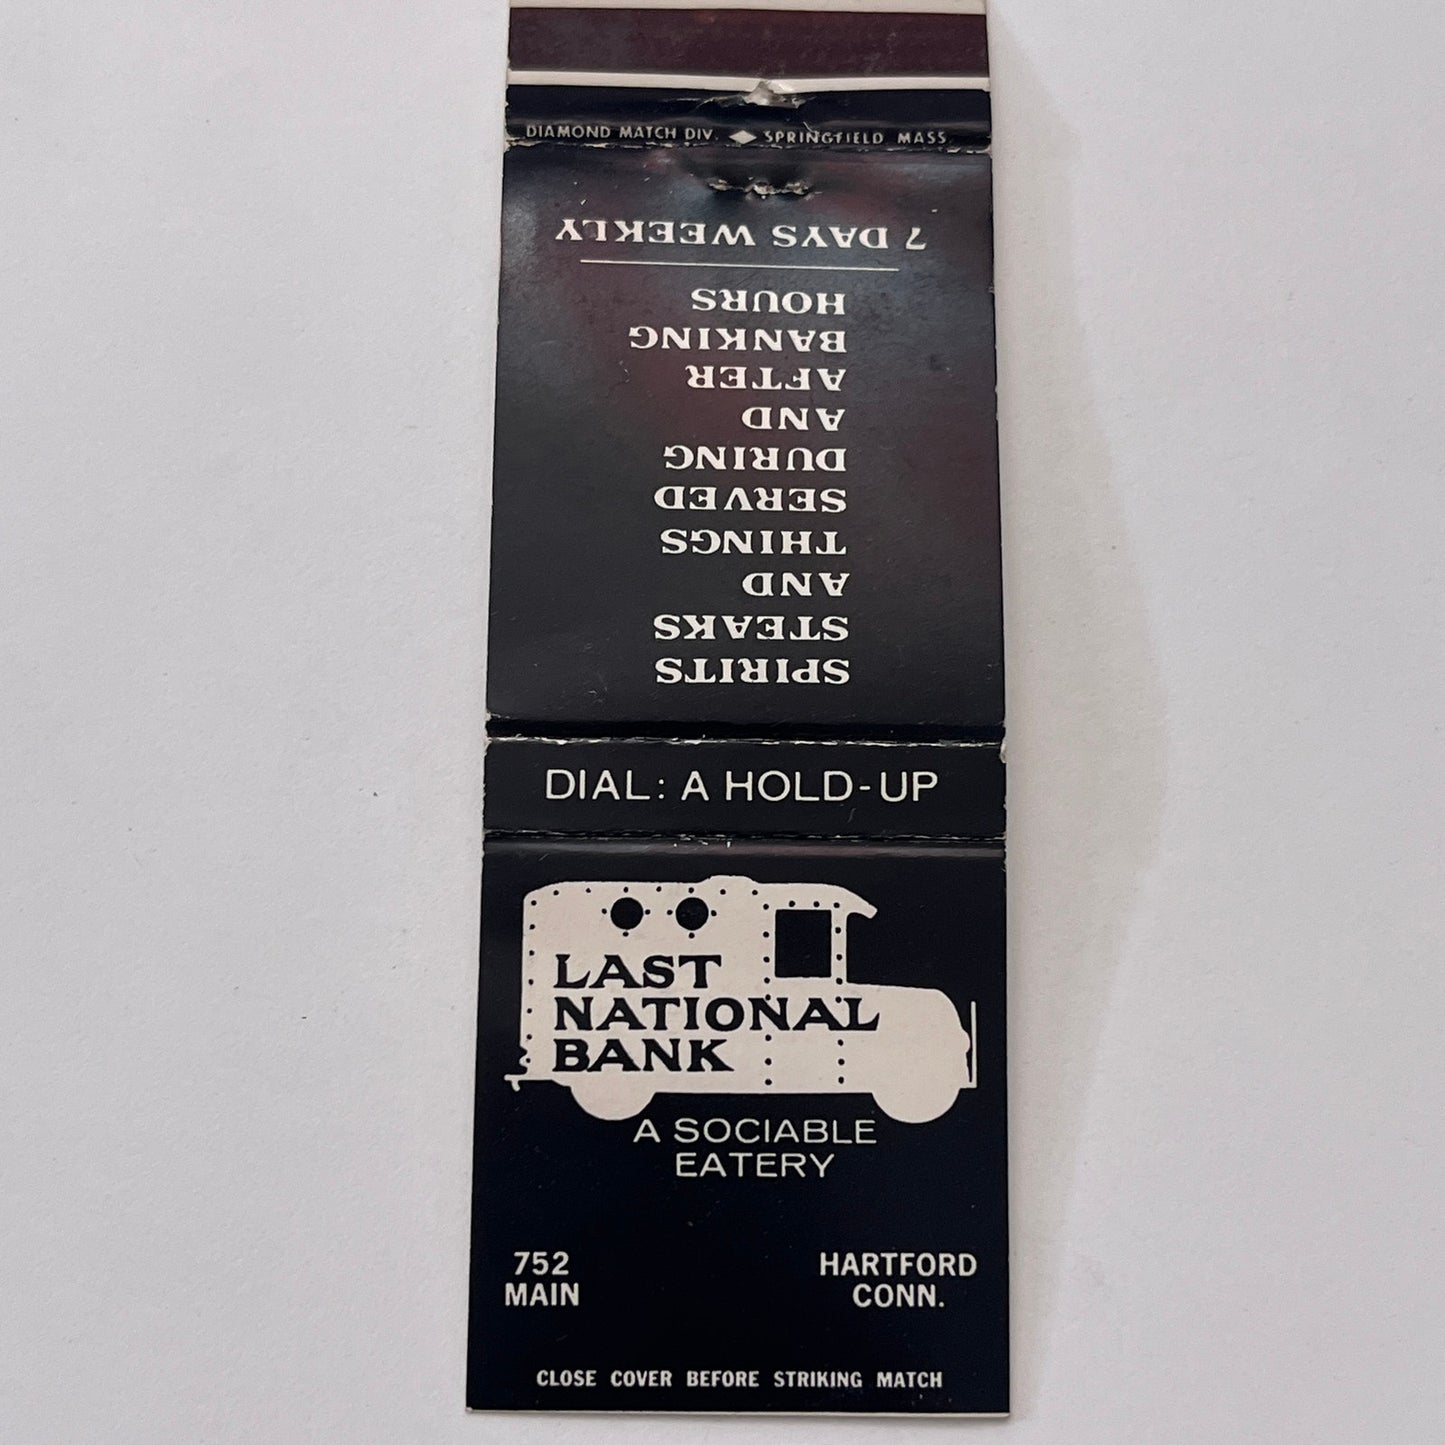 DIAMOND MATCH DIV. SPRINGFIELD MASS.
SPIRITS
STEAKS
AND
THINGS
SERVED
DURING
AND
AFTER
BANKING
HOURS
7 DAYS WEEKLY
DIAL: A HOLD-UP
LAST
NATIONAL
BANK
A SOCIABLE
EATERY
752
MAIN
HARTFORD
CONN.
CLOSE COVER BEFORE STRIKING MATCH